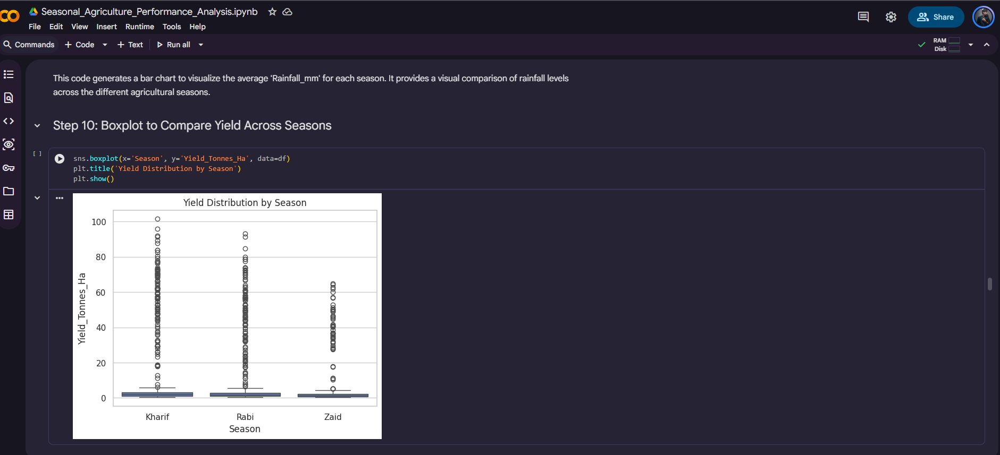 Seasonal_Agriculture_Performance_Analysis.ipynb
File Edit View Insert Runtime Tools Help
Share
Commands + Code + Text Run all
RAM
Disk
This code generates a bar chart to visualize the average 'Rainfall_mm' for each season. It provides a visual comparison of rainfall levels
across the different agricultural seasons.
Step 10: Boxplot to Compare Yield Across Seasons
[ ]
sns.boxplot(x='Season', y='Yield_Tonnes_Ha', data=df)
plt.title('Yield Distribution by Season')
plt.show()
Yield Distribution by Season
100
80
60
40
20
0
Yield_Tonnes_Ha
Kharif Rabi Zaid
Season